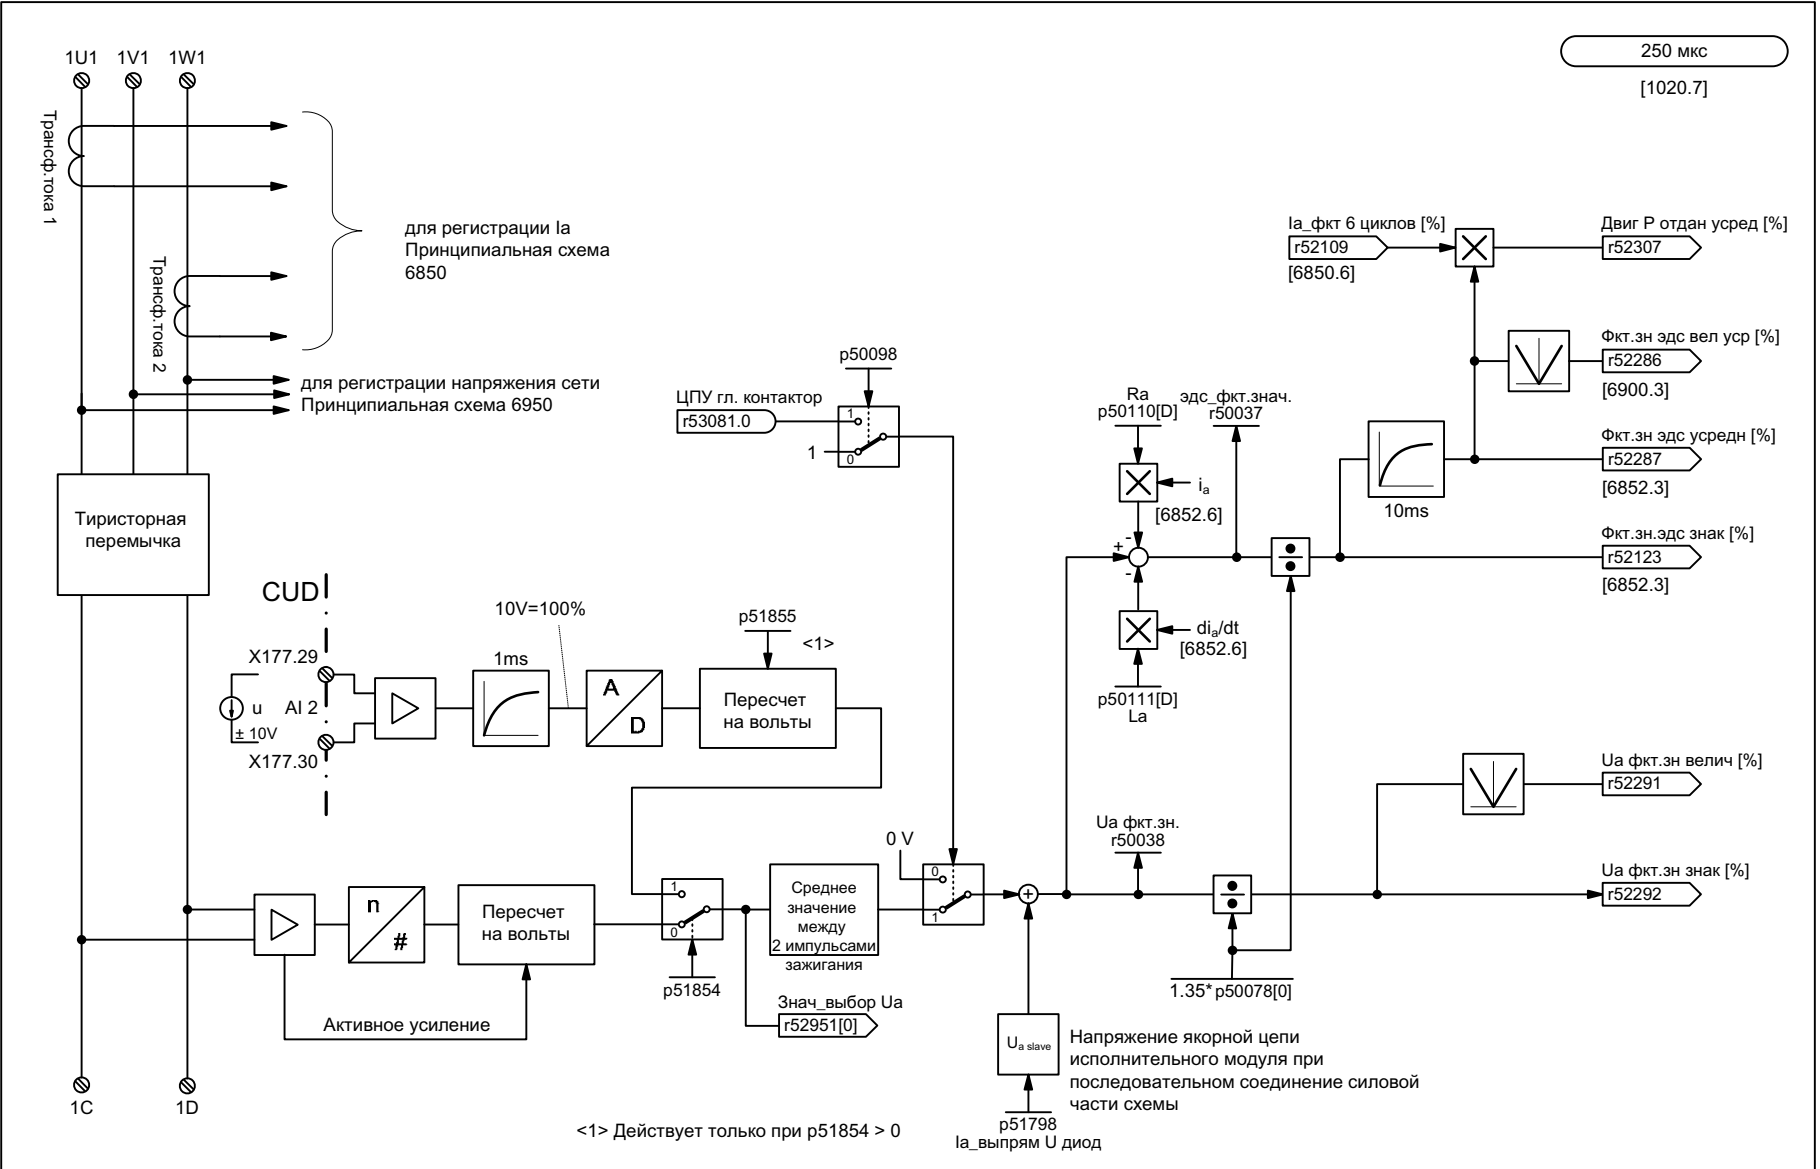 1U1
1V1
1W1
250 мкс
[1020.7]
Трансф.тока 1
Трансф.тока 2
для регистрации Ia
Принципиальная схема
6850
для регистрации напряжения сети
Принципиальная схема 6950
Тиристорная
перемычка
Ia_фкт 6 циклов [%]
r52109
[6850.6]
Двиг P отдан усред [%]
r52307
Фкт.зн эдс вел уср [%]
r52286
[6900.3]
p50098
ЦПУ гл. контактор
r53081.0
1
1
0
Ra
p50110[D]
эдс_фкт.знач.
r50037
ia
[6852.6]
10ms
Фкт.зн эдс усредн [%]
r52287
[6852.3]
Фкт.зн.эдс знак [%]
r52123
[6852.3]
+
-
-
dia/dt
[6852.6]
p50111[D]
La
CUD
X177.29
u
AI 2
± 10V
X177.30
1ms
10V=100%
A
D
p51855
<1>
Пересчет
на вольты
n
#
Пересчет
на вольты
Активное усиление
1
0
p51854
Среднее
значение
между
2 импульсами
зажигания
Знач_выбор Ua
r52951[0]
0 V
0
1
+
Ua фкт.зн.
r50038
1.35* p50078[0]
Ua фкт.зн велич [%]
r52291
Ua фкт.зн знак [%]
r52292
Ua slave
Напряжение якорной цепи
исполнительного модуля при
последовательном соединение силовой
части схемы
p51798
Ia_выпрям U диод
1C
1D
<1> Действует только при p51854 > 0